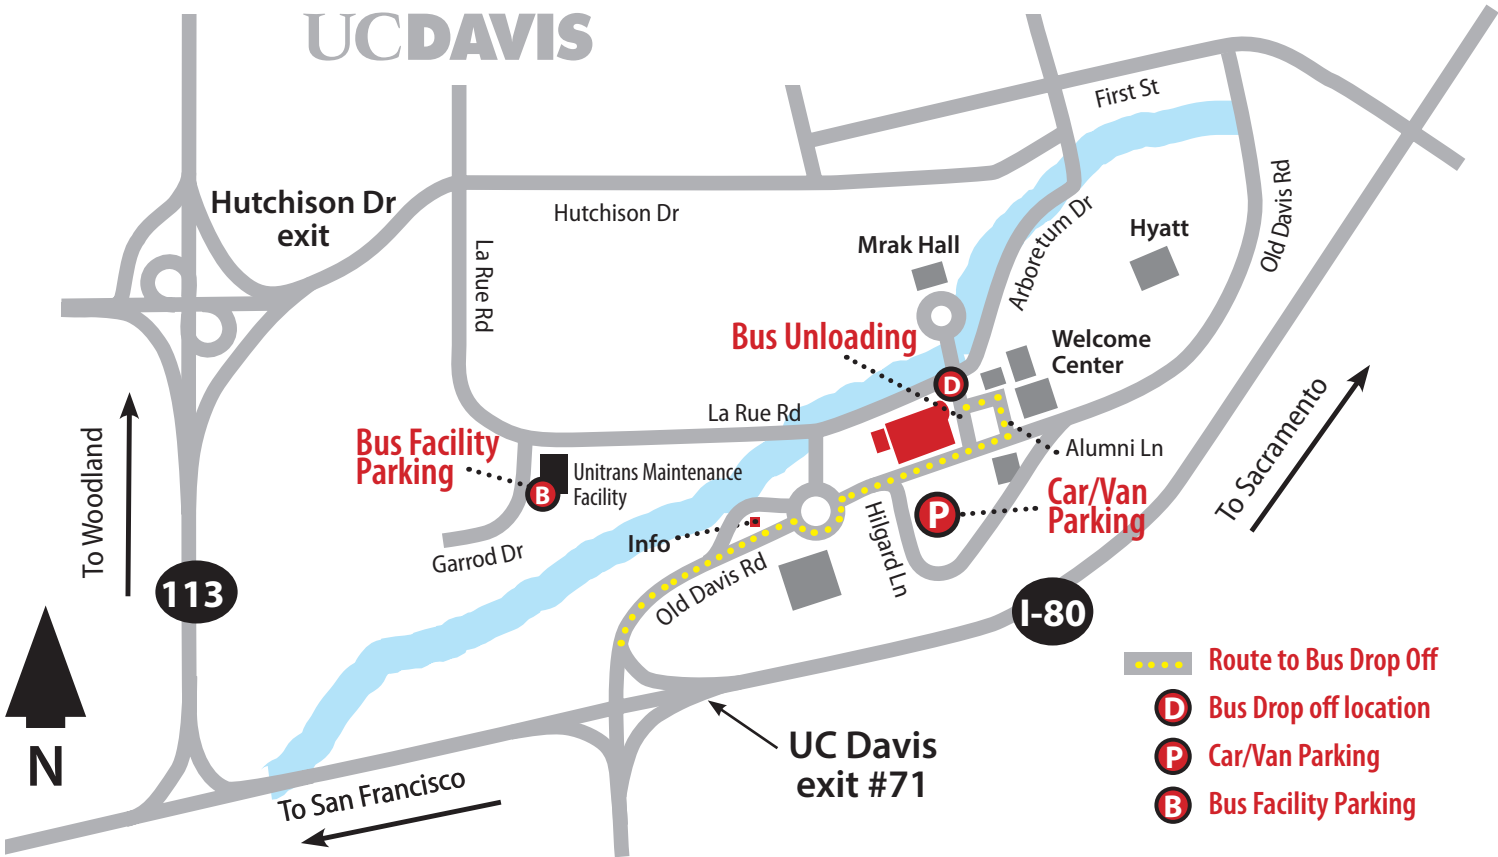 UCDAVIS
First St
Hutchison Dr
exit
Hutchison Dr
La Rue Rd
Mrak Hall
Arboretum Dr
Hyatt
Old Davis Rd
Bus Unloading
Welcome
Center
D
La Rue Rd
Alumni Ln
To Sacramento
Bus Facility
Parking
Unitrans Maintenance
Facility
B
To Woodland
Car/Van
Parking
P
Hilgard Ln
Info
Garrod Dr
Old Davis Rd
113
I-80
N
To San Francisco
UC Davis
exit #71
Route to Bus Drop Off
D Bus Drop off location
P Car/Van Parking
B Bus Facility Parking